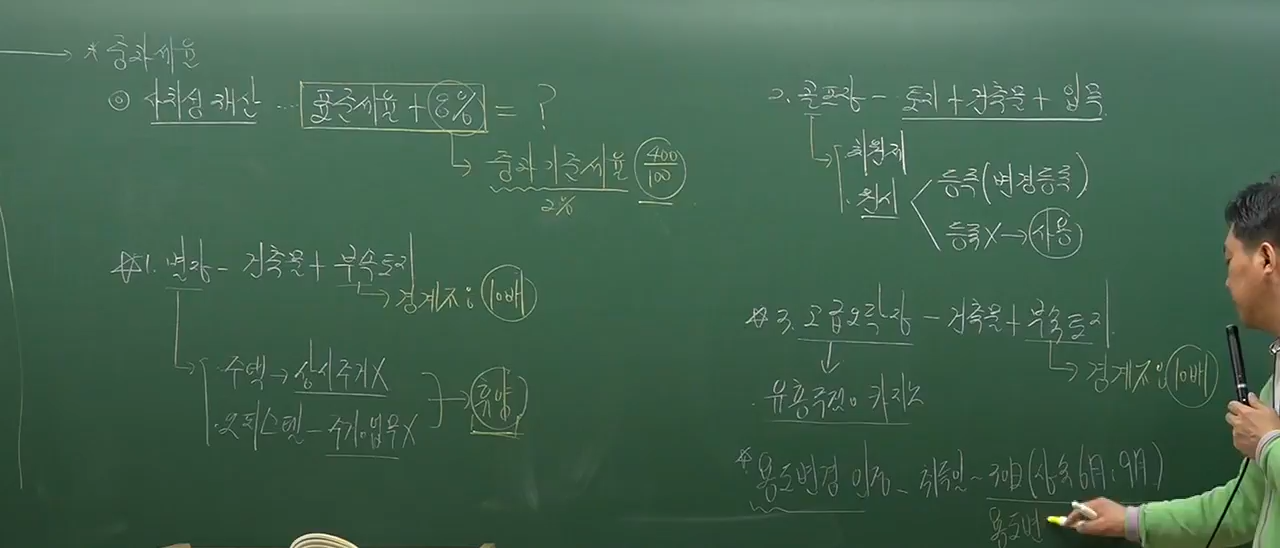 * 중과세율
◎ 사치성 재산 … 표준세율 + 8% = ?
중과기준세율 400/100
2%
☆1. 별장 - 건축물 + 부속토지
경계X: 10배
주택 → 상시주거X
오피스텔 - 주거.업무X
휴양
2. 골프장 - 토지 + 건축물 + 입목
회원제
원시
등록(변경등록)
등록X → 사용
☆3. 고급오락장 - 건축물 + 부속토지
경계X: 10배
유흥주점. 카지노
☆ 용도변경 인정 - 취득일 ~ 30日(상속6月,9月)
용도변